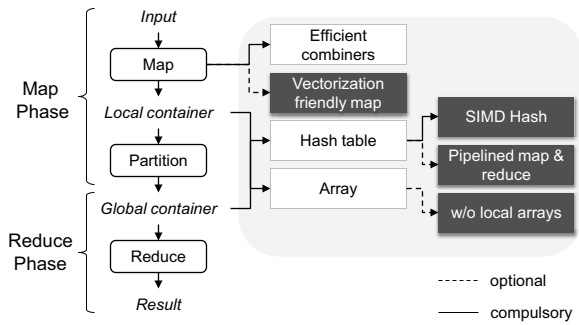 Input
Map
Local container
Partition
Global container
Reduce
Result
Map
Phase
Reduce
Phase
Efficient
combiners
Vectorization
friendly map
Hash table
Array
SIMD Hash
Pipelined map &
reduce
w/o local arrays
optional
compulsory